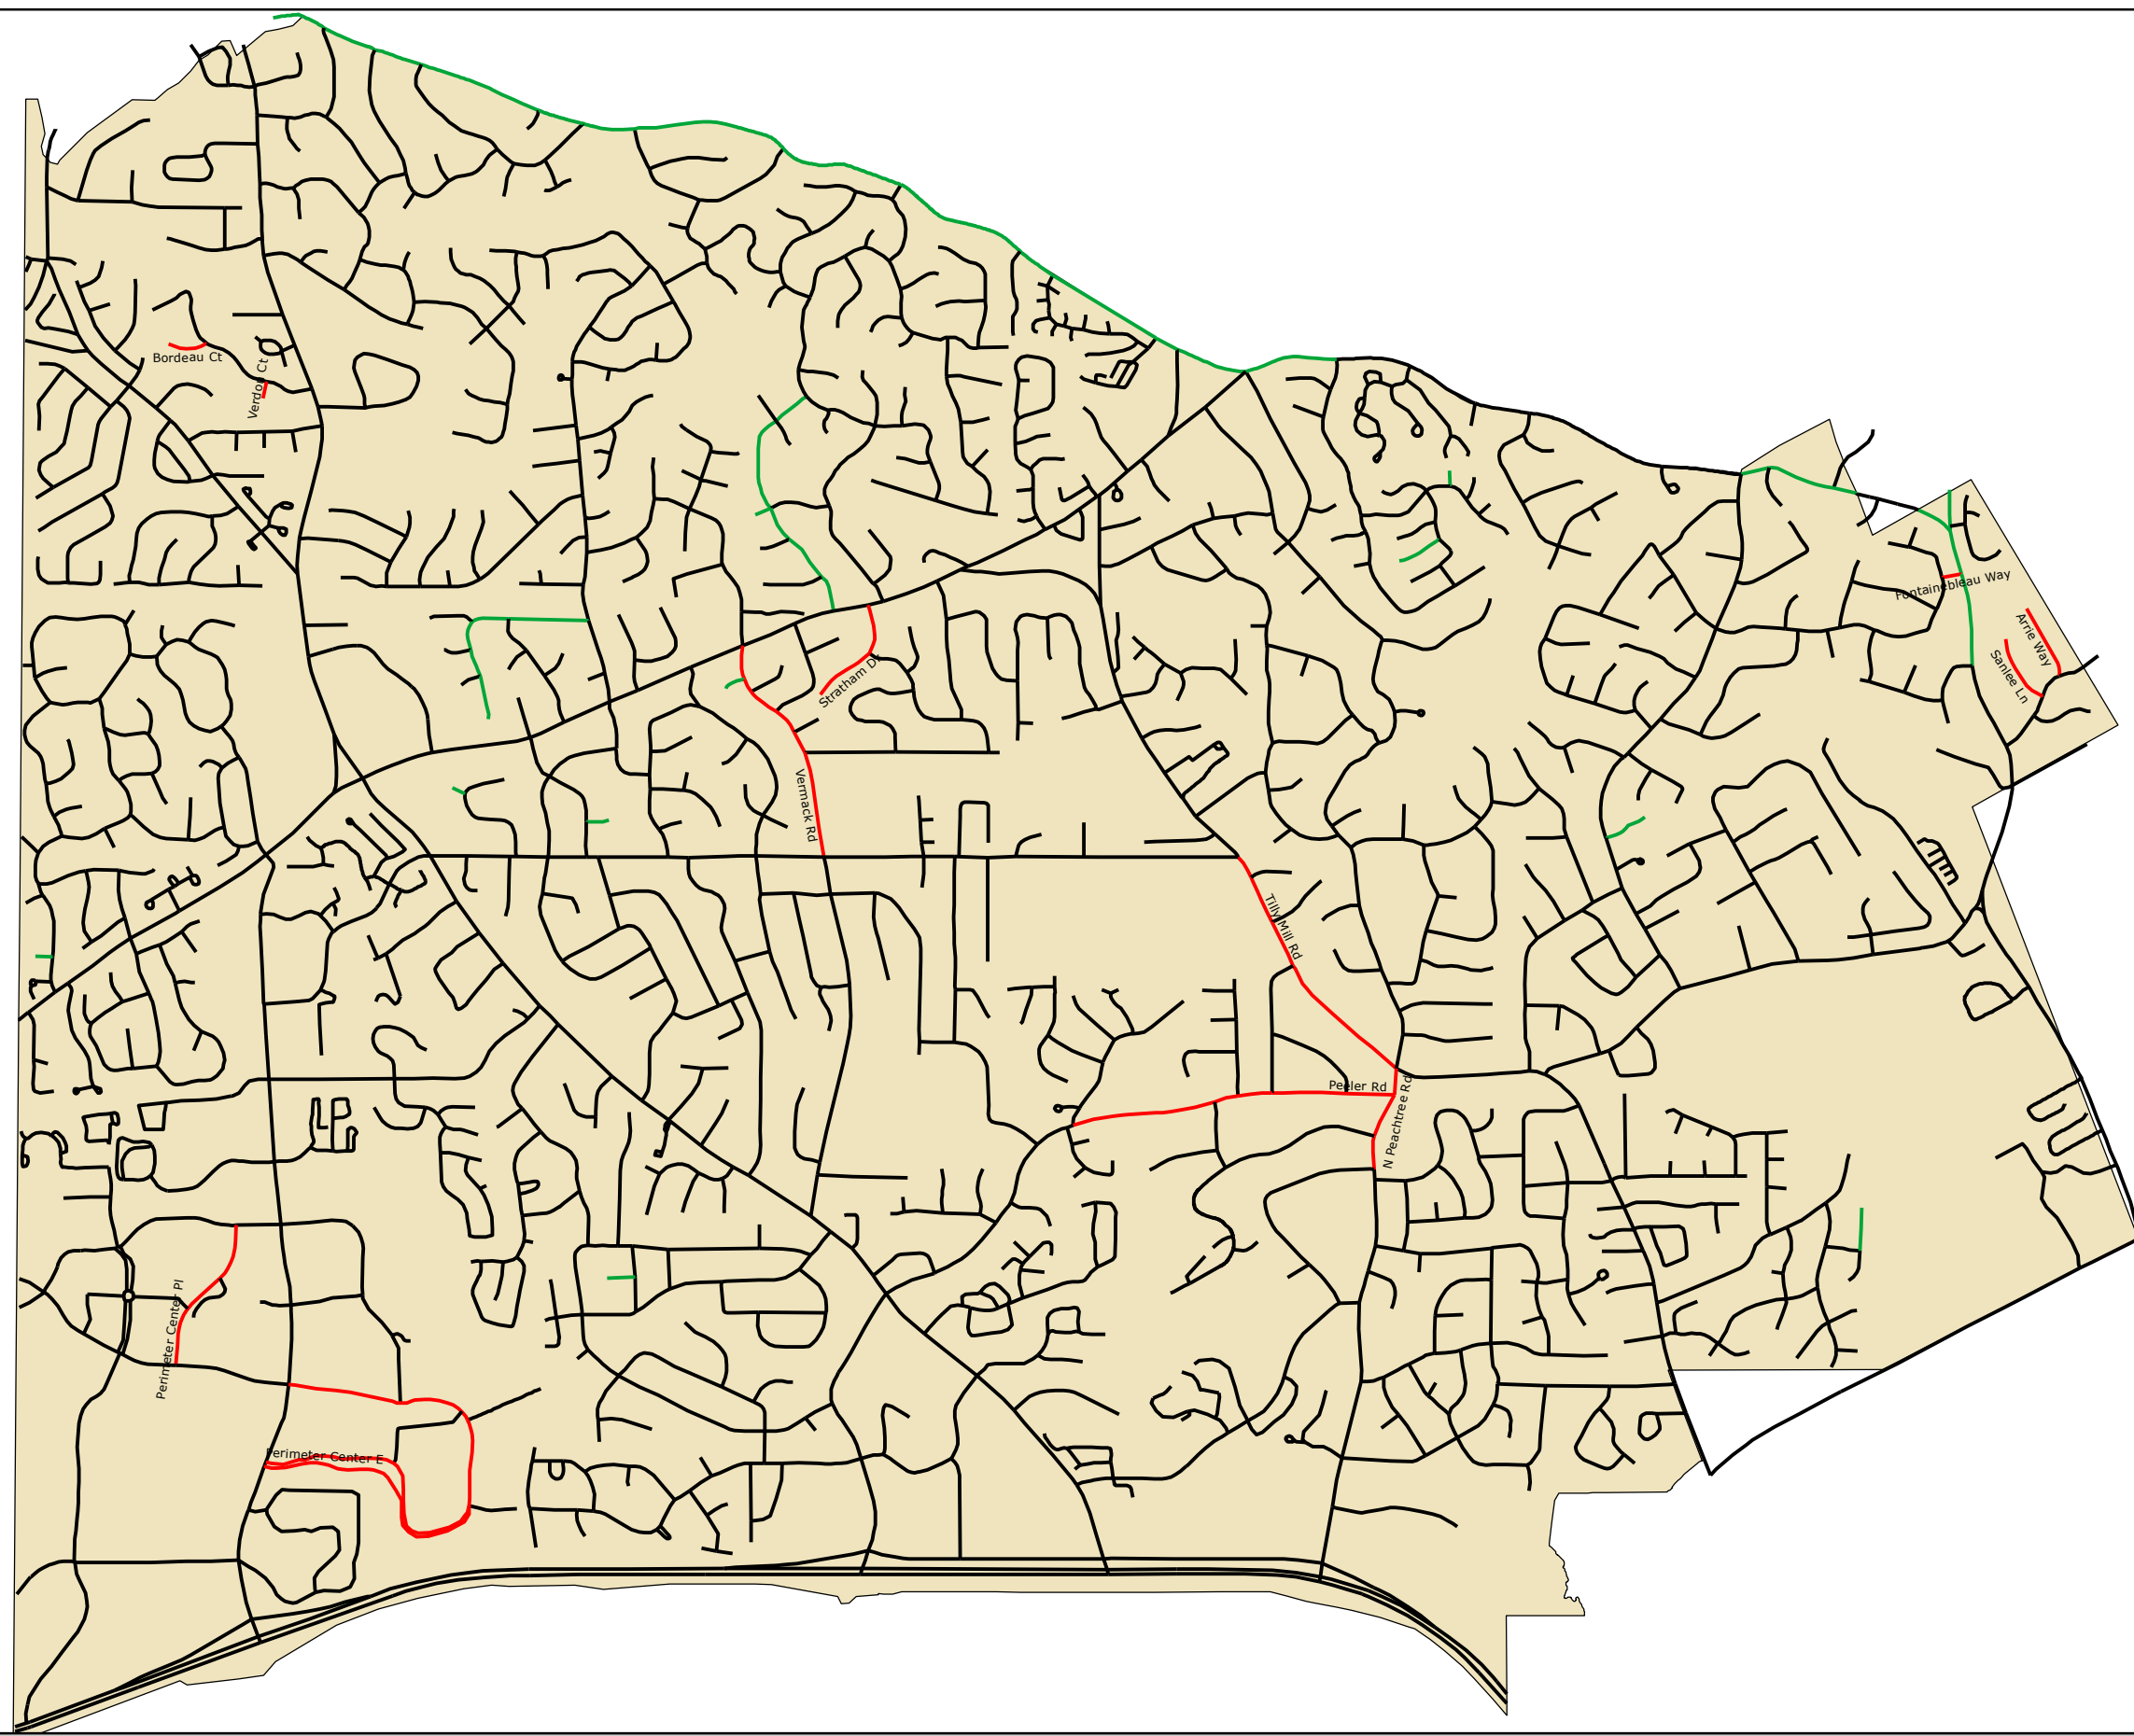 Bordeau Ct
Verdon Ct
Fontainebleau Way
Arrie Way
Sanlee Ln
Stratham Dr
Vermack Rd
Tilly Mill Rd
Peeler Rd
N Peachtree Rd
Perimeter Center Pl
Perimeter Center E